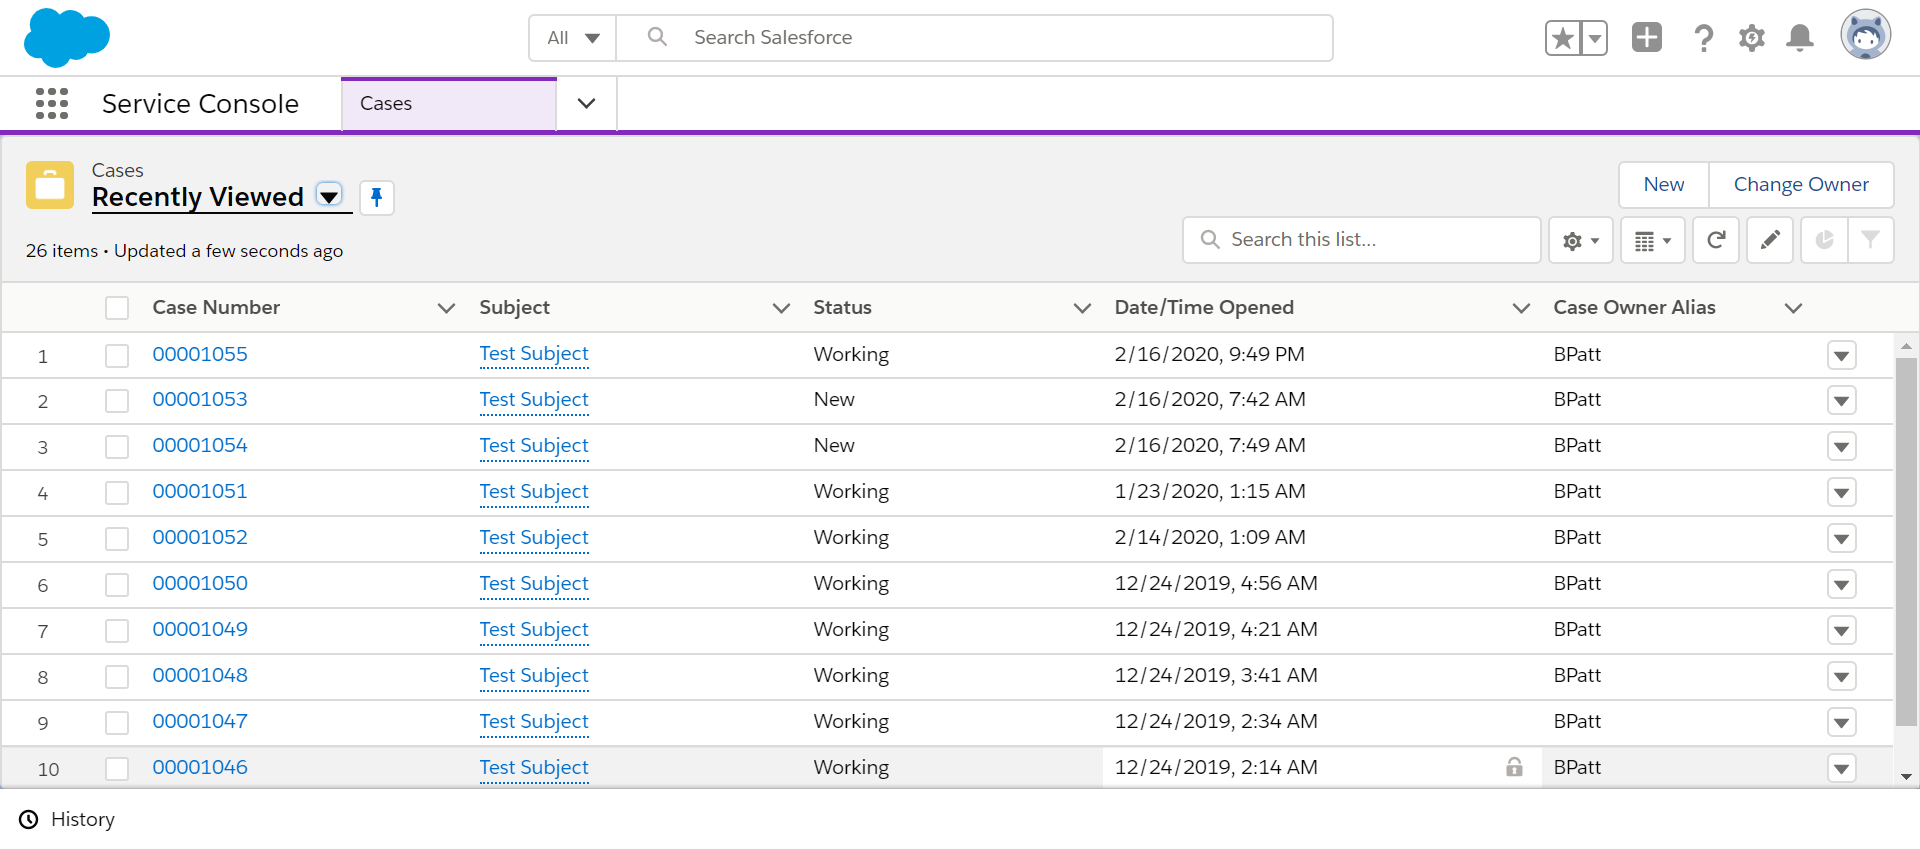 All
Search Salesforce
Service Console
Cases
Cases
Recently Viewed
New
Change Owner
26 items • Updated a few seconds ago
Search this list...
Case Number Subject Status Date/Time Opened Case Owner Alias
1 00001055 Test Subject Working 2/16/2020, 9:49 PM BPatt
2 00001053 Test Subject New 2/16/2020, 7:42 AM BPatt
3 00001054 Test Subject New 2/16/2020, 7:49 AM BPatt
4 00001051 Test Subject Working 1/23/2020, 1:15 AM BPatt
5 00001052 Test Subject Working 2/14/2020, 1:09 AM BPatt
6 00001050 Test Subject Working 12/24/2019, 4:56 AM BPatt
7 00001049 Test Subject Working 12/24/2019, 4:21 AM BPatt
8 00001048 Test Subject Working 12/24/2019, 3:41 AM BPatt
9 00001047 Test Subject Working 12/24/2019, 2:34 AM BPatt
10 00001046 Test Subject Working 12/24/2019, 2:14 AM BPatt
History